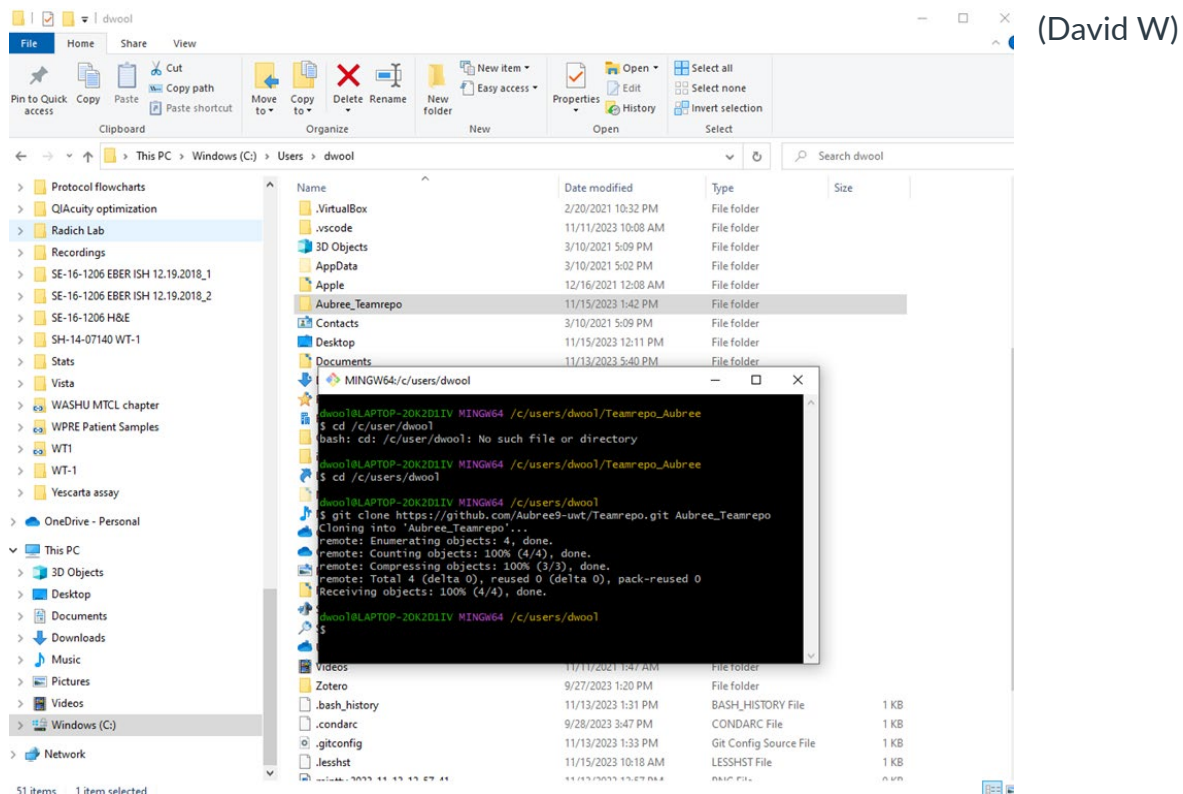 dwool
(David W)
File Home Share View
Pin to Quick access
Copy
Paste
Cut
Copy path
Paste shortcut
Clipboard
Move to
Copy to
Delete
Rename
Organize
New folder
New item
Easy access
New
Properties
Open
Edit
History
Open
Select all
Select none
Invert selection
Select
This PC > Windows (C:) > Users > dwool
Search dwool
Protocol flowcharts
QIAcuity optimization
Radich Lab
Recordings
SE-16-1206 EBER ISH 12.19.2018_1
SE-16-1206 EBER ISH 12.19.2018_2
SE-16-1206 H&E
SH-14-07140 WT-1
Stats
Vista
WASHU MTCL chapter
WPRE Patient Samples
WT1
WT-1
Yescarta assay
OneDrive - Personal
This PC
3D Objects
Desktop
Documents
Downloads
Music
Pictures
Videos
Windows (C:)
Network
Name Date modified Type Size
.VirtualBox 2/20/2021 10:32 PM File folder
.vscode 11/11/2023 10:08 AM File folder
3D Objects 3/10/2021 5:09 PM File folder
AppData 3/10/2021 5:02 PM File folder
Apple 12/16/2021 12:08 AM File folder
Aubree_Teamrepo 11/15/2023 1:42 PM File folder
Contacts 3/10/2021 5:09 PM File folder
Desktop 11/15/2023 12:11 PM File folder
Documents 11/13/2023 5:40 PM File folder
MINGW64:/c/users/dwool
dwool@LAPTOP-2OK2D1IV MINGW64 /c/users/dwool/Teamrepo_Aubree
$ cd /c/user/dwool
bash: cd: /c/user/dwool: No such file or directory
dwool@LAPTOP-2OK2D1IV MINGW64 /c/users/dwool/Teamrepo_Aubree
$ cd /c/users/dwool
dwool@LAPTOP-2OK2D1IV MINGW64 /c/users/dwool
$ git clone https://github.com/Aubree9-uwt/Teamrepo.git Aubree_Teamrepo
Cloning into 'Aubree_Teamrepo'...
remote: Enumerating objects: 4, done.
remote: Counting objects: 100% (4/4), done.
remote: Compressing objects: 100% (3/3), done.
remote: Total 4 (delta 0), reused 0 (delta 0), pack-reused 0
Receiving objects: 100% (4/4), done.
dwool@LAPTOP-2OK2D1IV MINGW64 /c/users/dwool
$
Videos 11/11/2021 1:47 AM File folder
Zotero 9/27/2023 1:20 PM File folder
.bash_history 11/13/2023 1:31 PM BASH_HISTORY File 1 KB
.condarc 9/28/2023 3:47 PM CONDARC File 1 KB
.gitconfig 11/13/2023 1:33 PM Git Config Source File 1 KB
.lesshst 11/15/2023 10:18 AM LESSHST File 1 KB
51 items 1 item selected